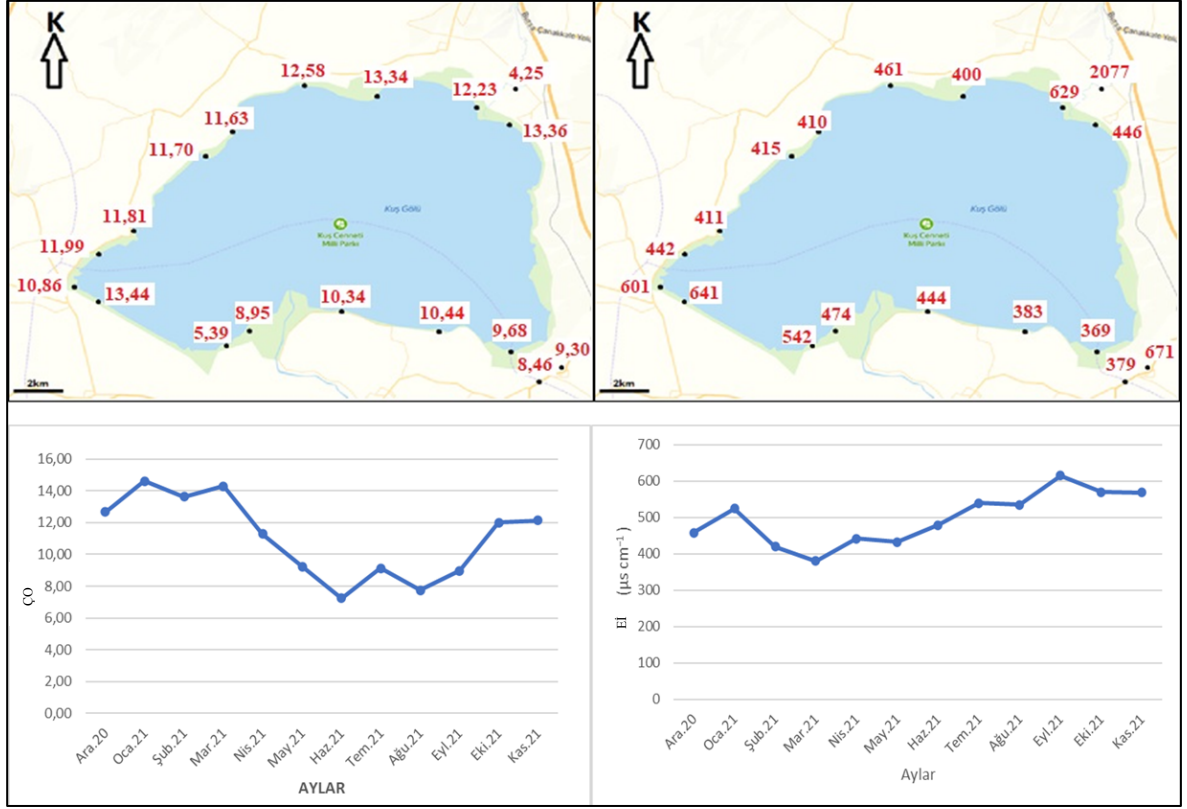 K
Bursa Çanakkale Yolu
12,58
13,34
4,25
12,23
11,63
13,36
11,70
Kuş Gölü
11,81
Kuş Cenneti
Milli Parkı
11,99
10,86
13,44
10,34
8,95
10,44
5,39
9,68
9,30
8,46
2km
K
Bursa Çanakkale Yolu
461
400
2077
629
410
446
415
Kuş Gölü
411
Kuş Cenneti
Milli Parkı
442
601
641
444
474
383
542
369
671
379
2km
16,00
14,00
12,00
10,00
8,00
6,00
4,00
2,00
0,00
ÇO
Ara.20 Oca.21 Şub.21 Mar.21 Nis.21 May.21 Haz.21 Tem.21 Ağu.21 Eyl.21 Eki.21 Kas.21
AYLAR
700
600
500
400
300
200
100
0
Eİ (µs cm⁻¹ )
Ara.20 Oca.21 Şub.21 Mar.21 Nis.21 May.21 Haz.21 Tem.21 Ağu.21 Eyl.21 Eki.21 Kas.21
Aylar